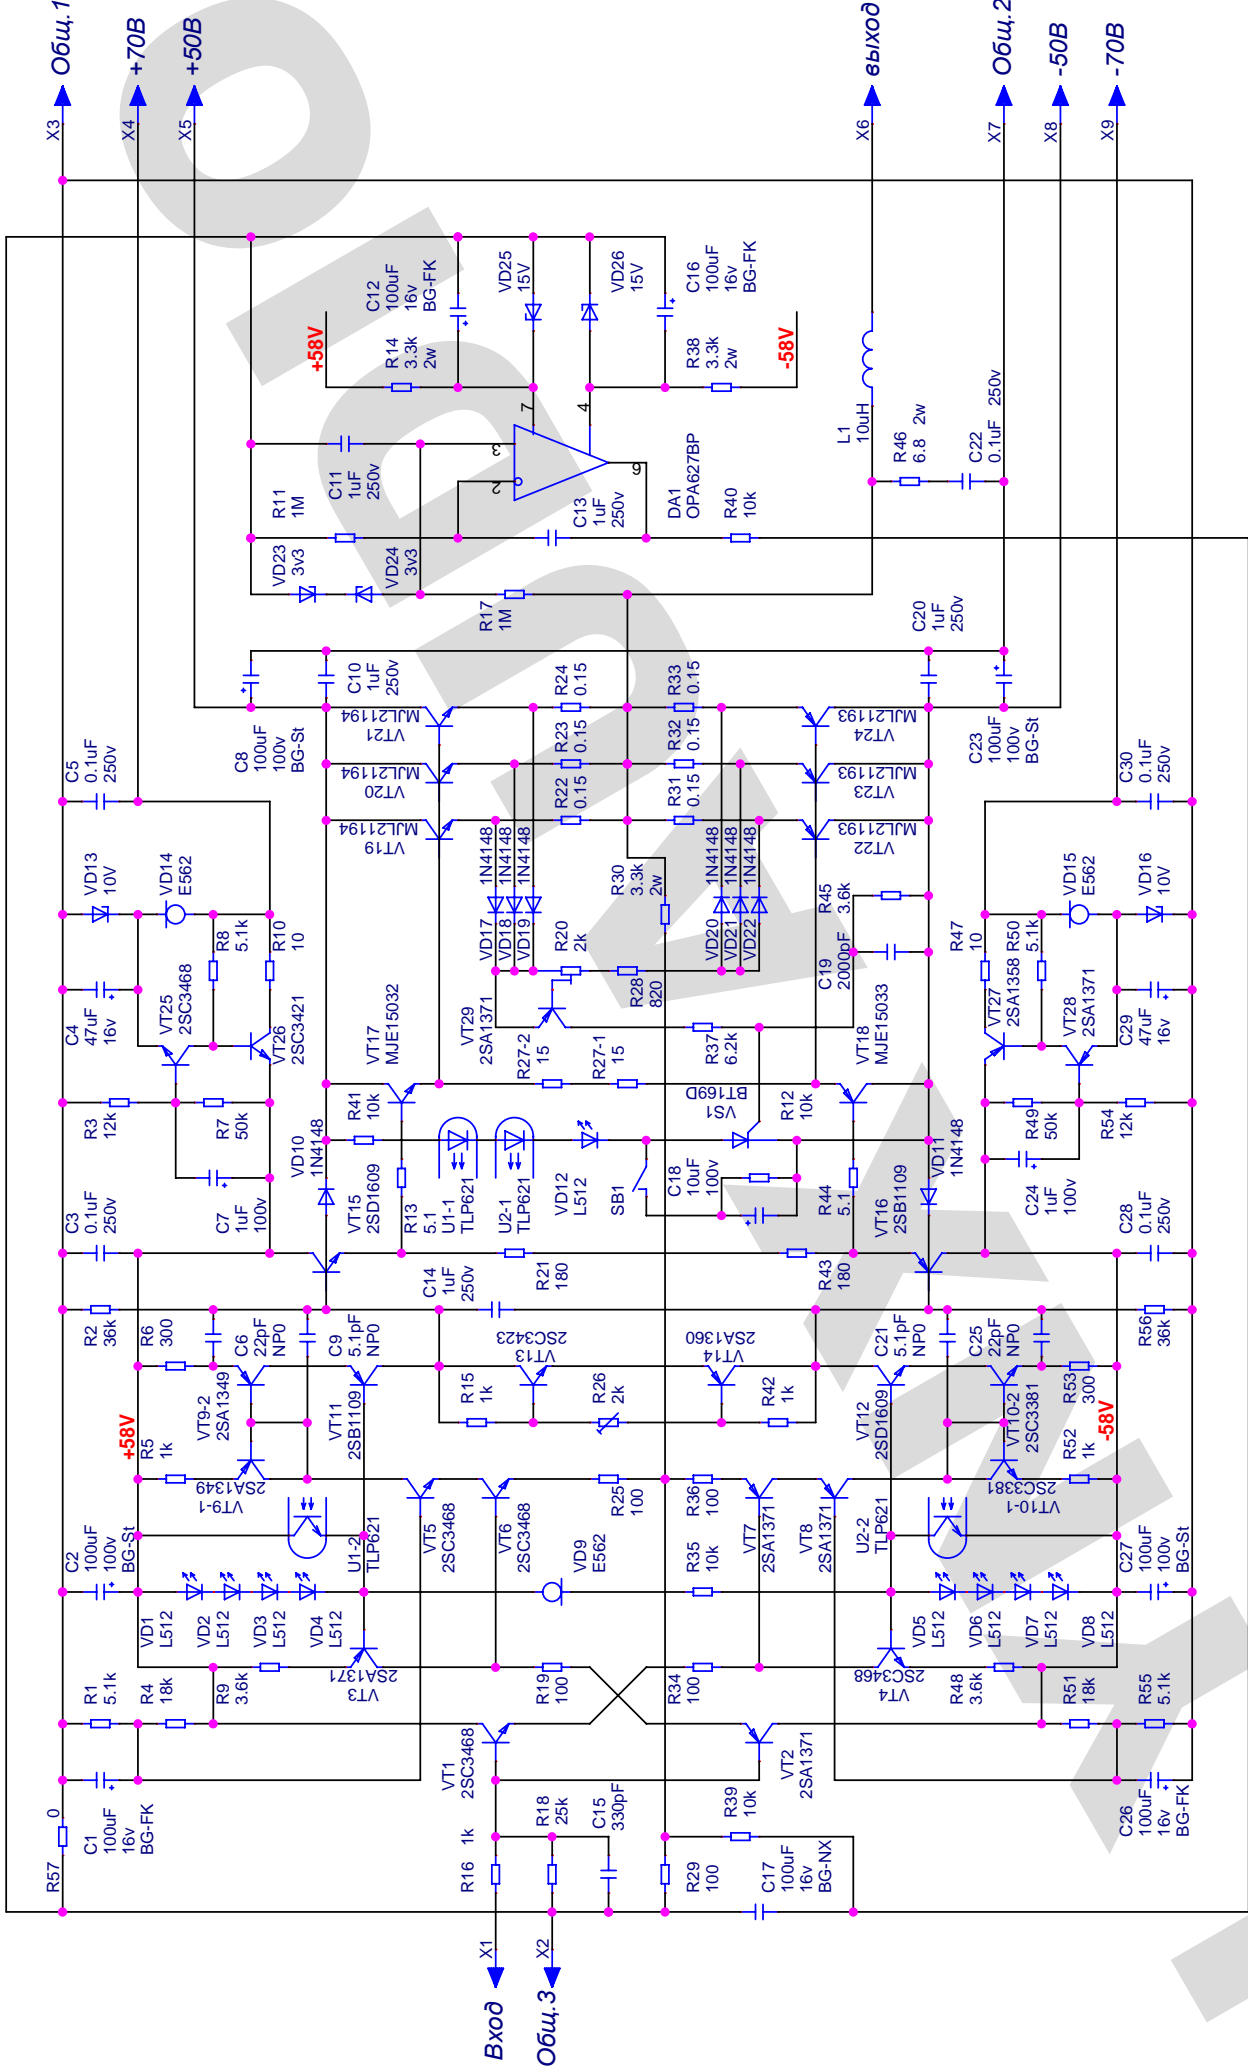 Общ.1
X3
+70В
X4
+50В
X5
выход
X6
Общ.2
X7
-50В
X8
-70В
X9
Вход
X1
Общ.3
X2
R57
0
C1
100uF
16v
BG-FK
R1
5.1k
R4
18k
R9
3.6k
C2
100uF
100v
BG-St
VD1
L512
VD2
L512
VD3
L512
VD4
L512
VT3
2SA1371
+58V
R5
1k
VT9-1
2SA1349
U1-2
TLP621
R2
36k
R6
300
VT9-2
2SA1349
C6
22pF
NP0
C9
5.1pF
NP0
VT11
2SB1109
C3
0.1uF
250v
R3
12k
C7
1uF
100v
R7
50k
C4
47uF
16v
VT25
2SC3468
VT26
2SC3421
R8
5.1k
R10
10
VD13
10V
VD14
E562
C5
0.1uF
250v
VD10
1N4148
VT15
2SD1609
R41
10k
R13
5.1
U1-1
TLP621
U2-1
TLP621
VD12
L512
SB1
VT17
MJE15032
VT29
2SA1371
R27-2
15
R27-1
15
R37
6.2k
VS1
BT169D
C18
10uF
100v
R12
10k
R44
5.1
VT16
2SB1109
VD11
1N4148
VT18
MJE15033
C19
2000pF
R45
3.6k
R20
2k
R28
820
VD17
1N4148
VD18
1N4148
VD19
1N4148
VD20
1N4148
VD21
1N4148
VD22
1N4148
R30
3.3k
2w
C8
100uF
100v
BG-St
C10
1uF
250v
VT19
MJL21194
VT20
MJL21194
VT21
MJL21194
R22
0.15
R23
0.15
R24
0.15
R31
0.15
R32
0.15
R33
0.15
VT22
MJL21193
VT23
MJL21193
VT24
MJL21193
C20
1uF
250v
C23
100uF
100v
BG-St
VD23
3v3
VD24
3v3
R11
1M
C11
1uF
250v
R17
1M
C13
1uF
250v
DA1
OPA627BP
2
3
7
4
6
R40
10k
+58V
R14
3.3k
2w
C12
100uF
16v
BG-FK
VD25
15V
VD26
15V
C16
100uF
16v
BG-FK
R38
3.3k
2w
-58V
L1
10uH
R46
6.8 2w
C22
0.1uF
250v
R16
1k
R18
25k
C15
330pF
R29
100
C17
100uF
16v
BG-NX
R39
10k
VT1
2SC3468
VT2
2SA1371
R19
100
R34
100
VT5
2SC3468
VT6
2SC3468
VD9
E562
R25
100
R36
100
R35
10k
VT7
2SA1371
VT8
2SA1371
C14
1uF
250v
R21
180
R43
180
R15
1k
VT13
2SC3423
R26
2k
VT14
2SA1360
R42
1k
VT12
2SD1609
C21
5.1pF
NP0
C25
22pF
NP0
VT10-2
2SC3381
R53
300
R56
36k
C28
0.1uF
250v
U2-2
TLP621
VT10-1
2SC3381
R52
1k
-58V
VD5
L512
VD6
L512
VD7
L512
VD8
L512
VT4
2SC3468
R48
3.6k
R51
18k
R55
5.1k
C26
100uF
16v
BG-FK
C27
100uF
100v
BG-St
C24
1uF
100v
R49
50k
R54
12k
VT27
2SA1358
VT28
2SA1371
R47
10
R50
5.1k
C29
47uF
16v
VD15
E562
VD16
10V
C30
0.1uF
250v